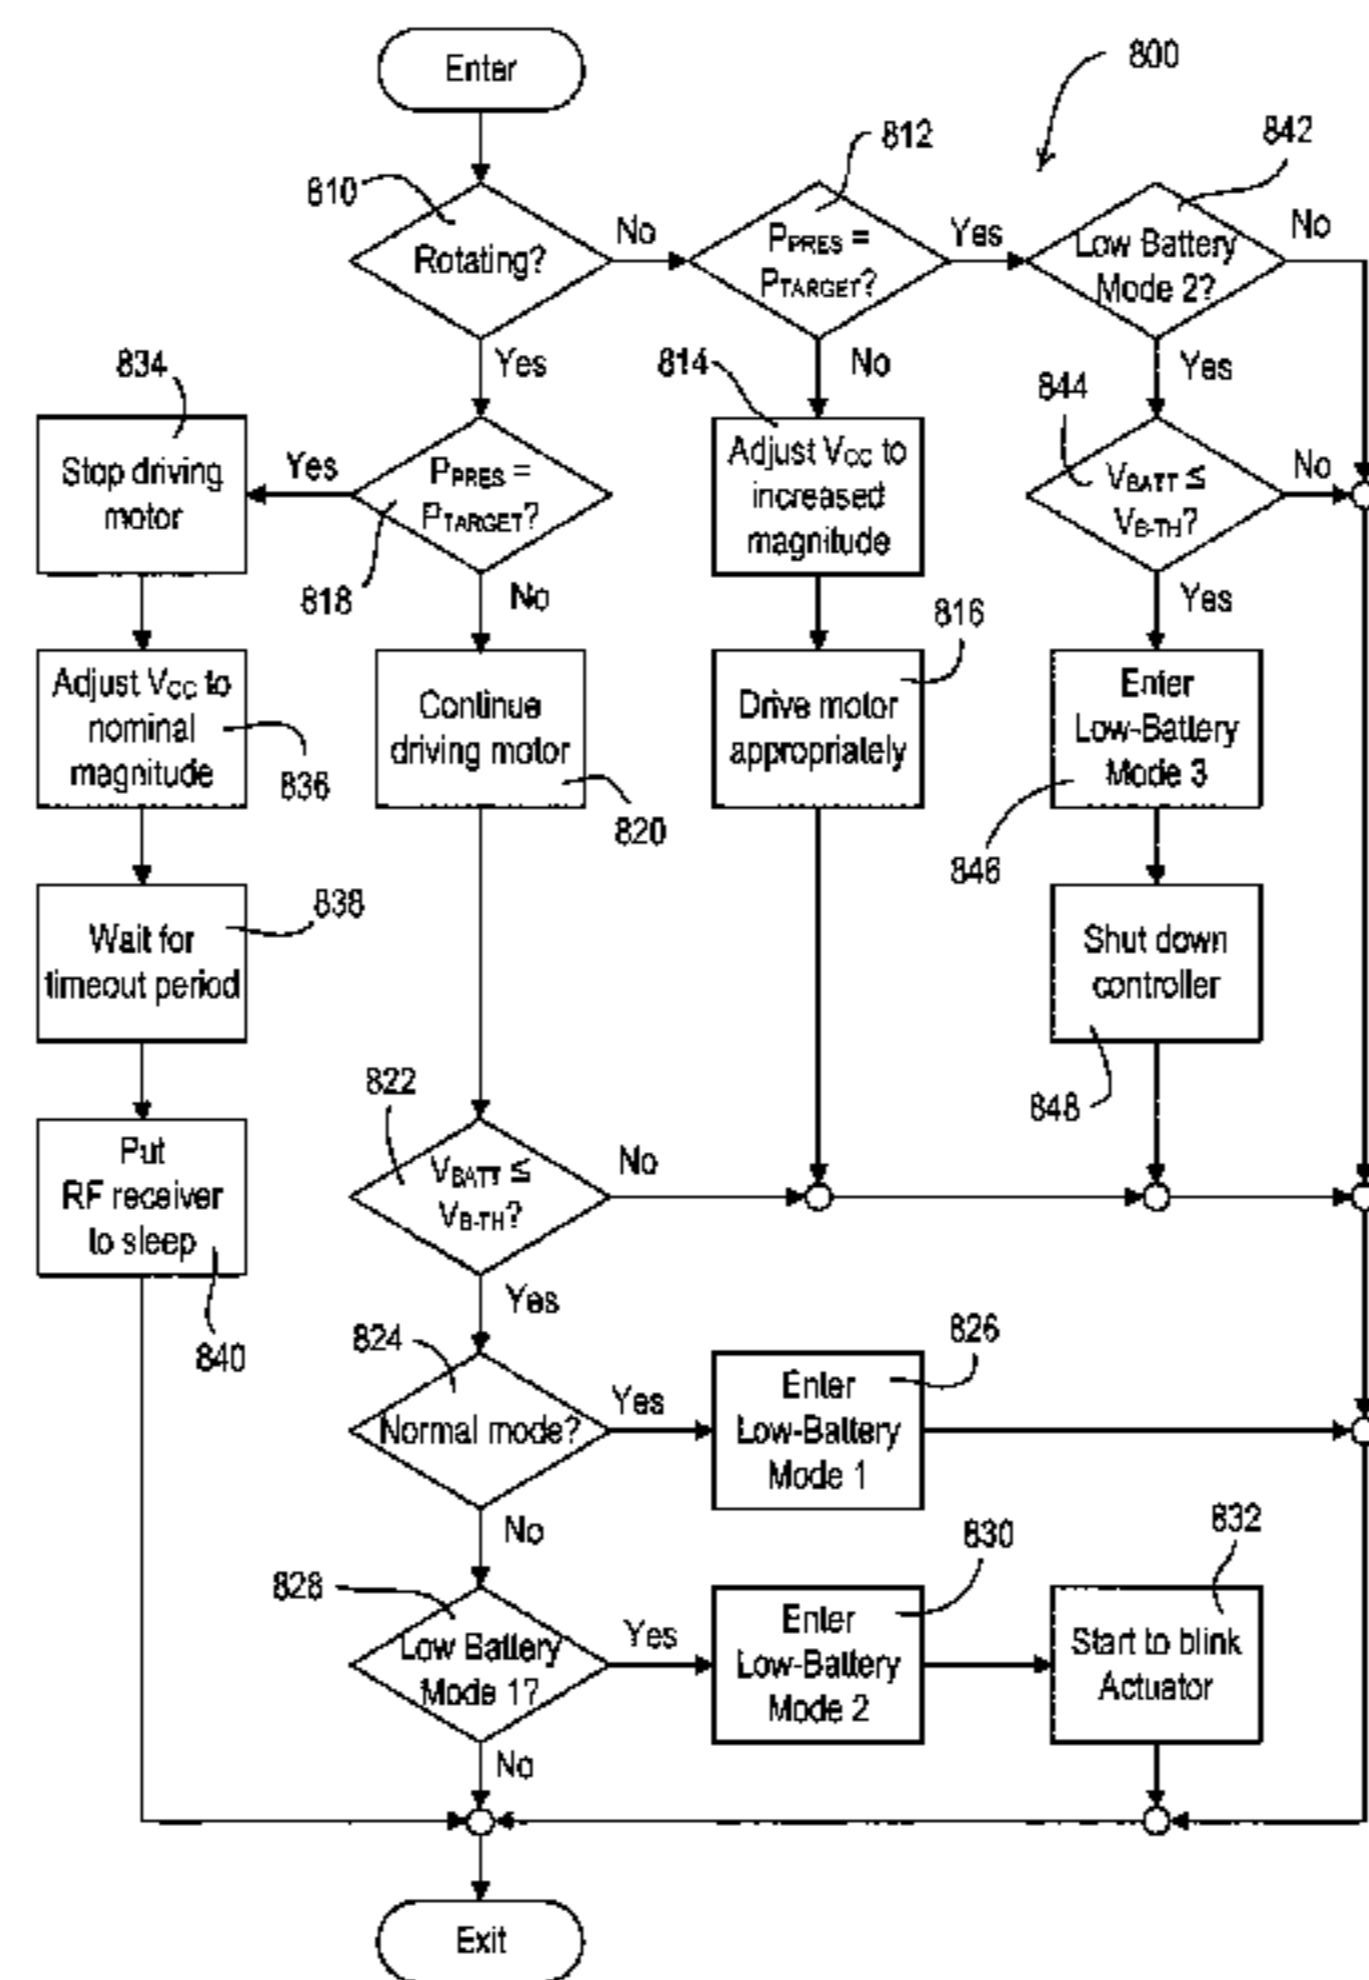 Enter
800
810
812
842
Rotating?
No
PPRES =
PTARGET?
Yes
Low Battery
Mode 2?
No
Yes
814
No
844
Yes
834
Stop driving
motor
Yes
PPRES =
PTARGET?
818
No
Adjust VCC to
increased
magnitude
VBATT ≤
VB-TH?
No
Yes
816
Adjust VCC to
nominal
magnitude
836
Continue
driving motor
820
Drive motor
appropriately
Enter
Low-Battery
Mode 3
846
Wait for
timeout period
838
Shut down
controller
848
822
Put
RF receiver
to sleep
840
VBATT ≤
VB-TH?
No
Yes
824
Normal mode?
Yes
Enter
Low-Battery
Mode 1
826
No
828
Low Battery
Mode 1?
Yes
Enter
Low-Battery
Mode 2
830
Start to blink
Actuator
832
No
Exit